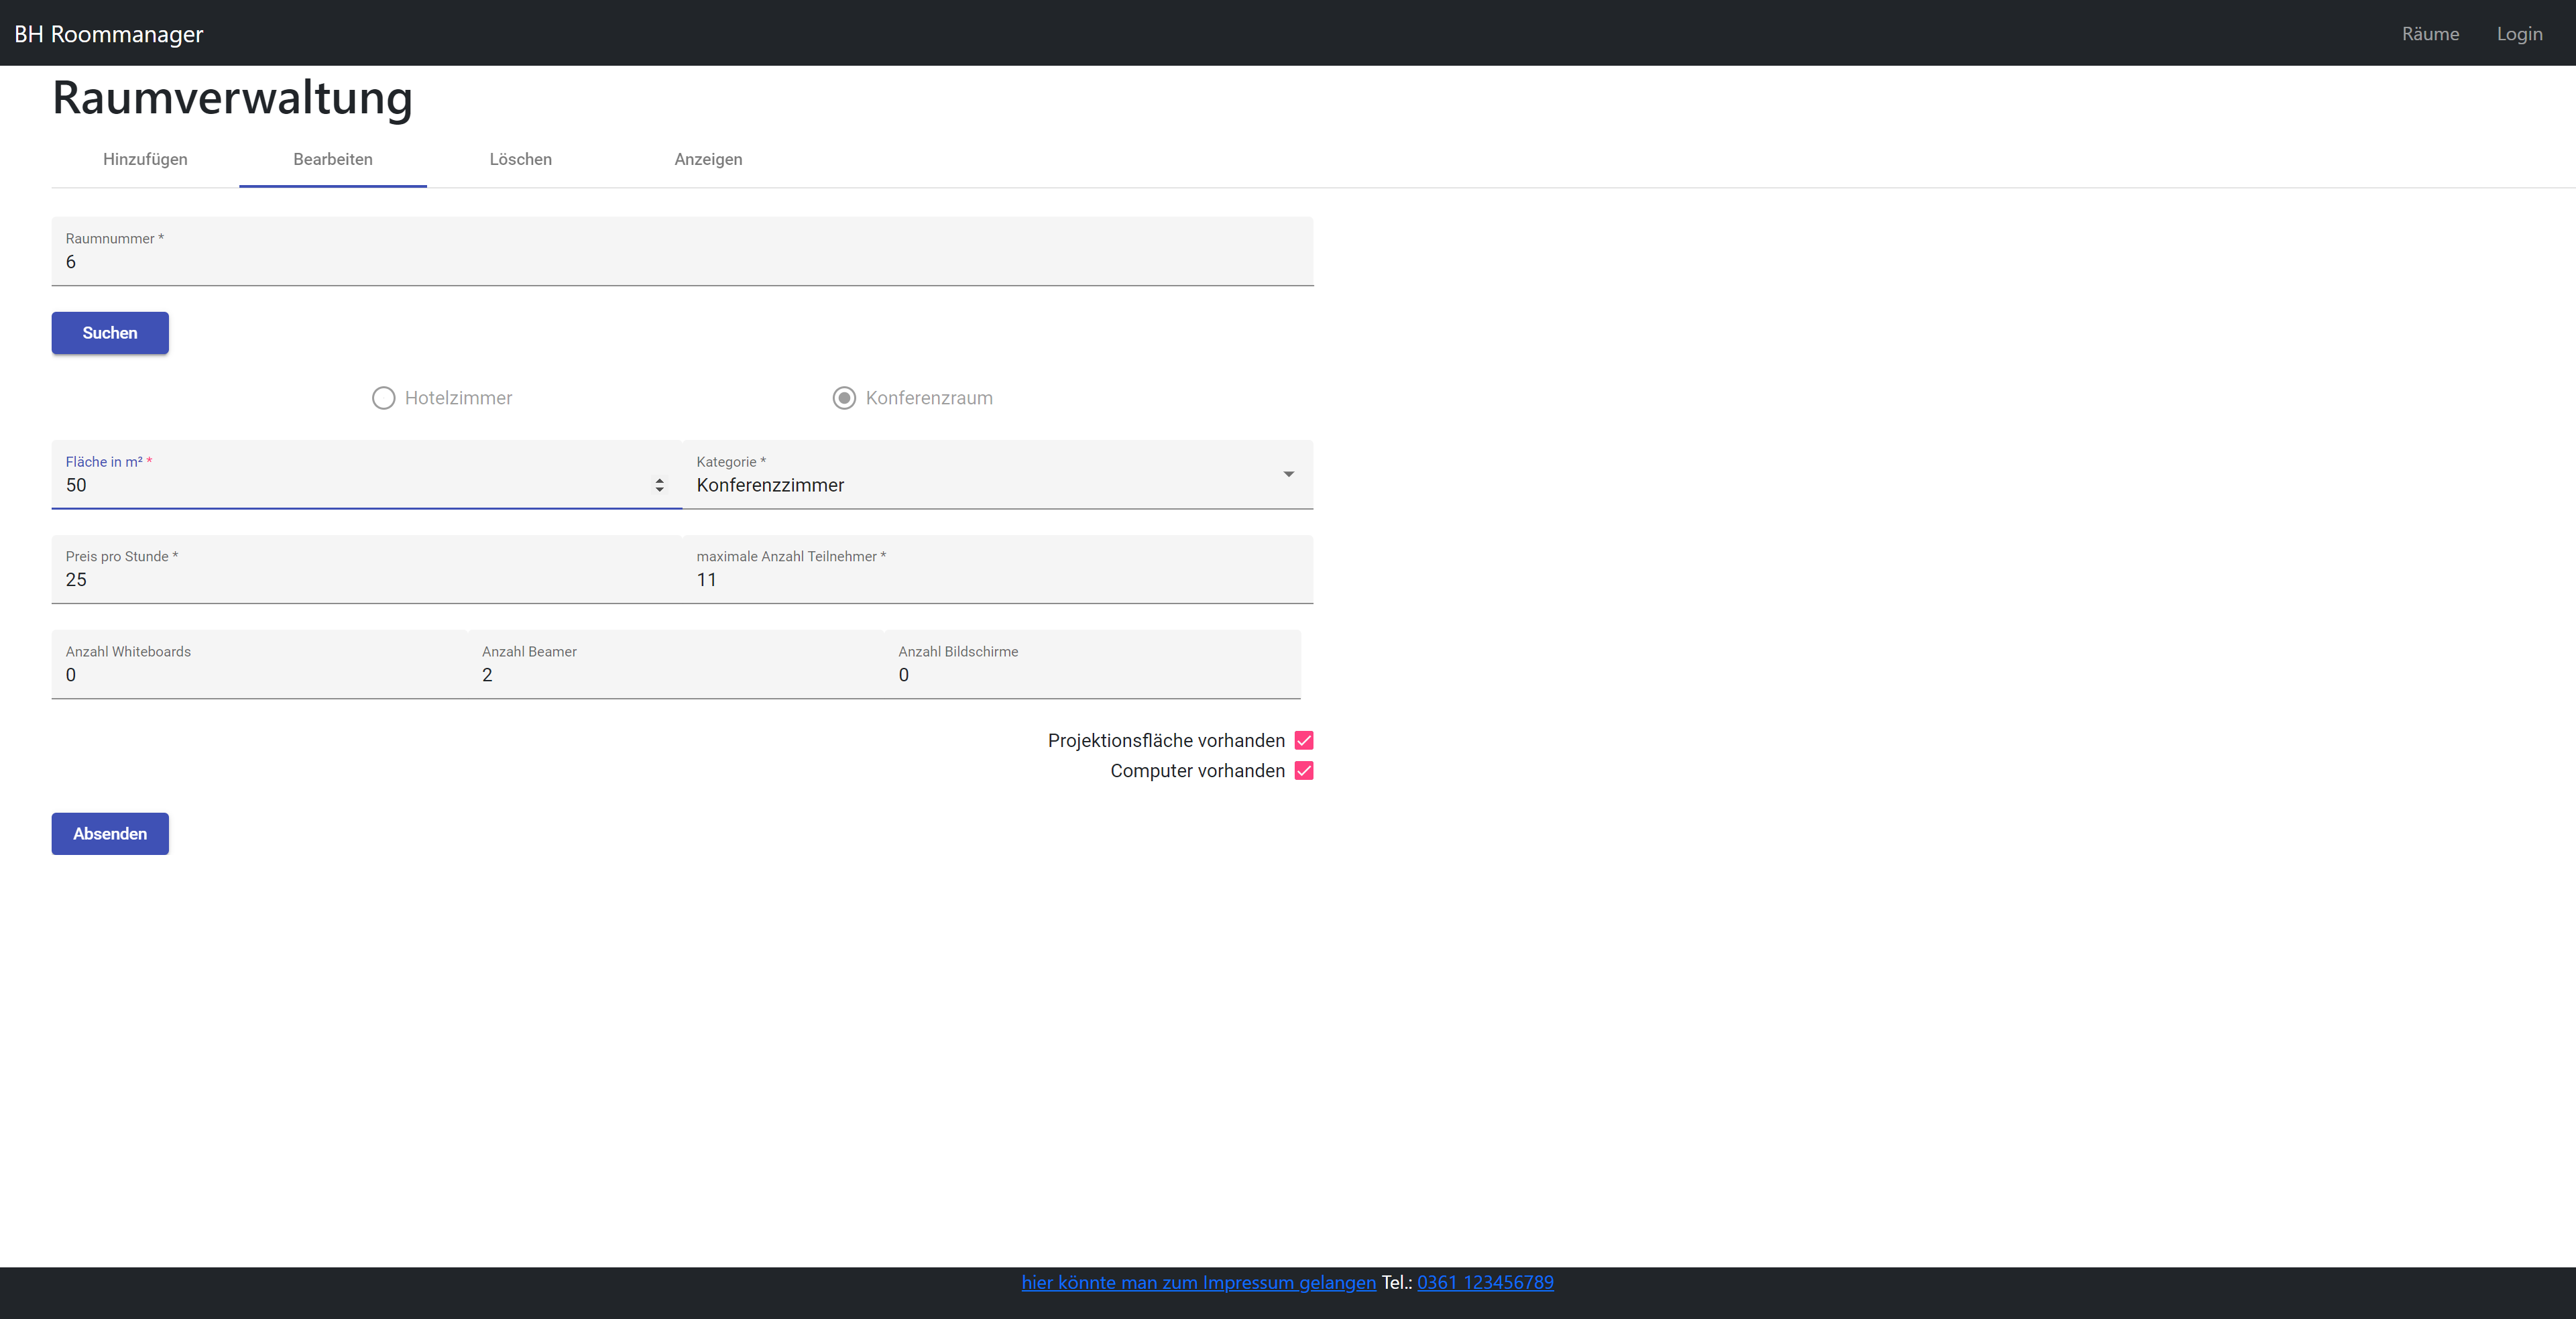 BH Roommanager Räume Login
Raumverwaltung
Hinzufügen Bearbeiten Löschen Anzeigen
Raumnummer *
6
Suchen
Hotelzimmer Konferenzraum
Fläche in m² * Kategorie *
50 Konferenzzimmer
Preis pro Stunde * maximale Anzahl Teilnehmer *
25 11
Anzahl Whiteboards Anzahl Beamer Anzahl Bildschirme
0 2 0
Projektionsfläche vorhanden
Computer vorhanden
Absenden
hier könnte man zum Impressum gelangen Tel.: 0361 123456789